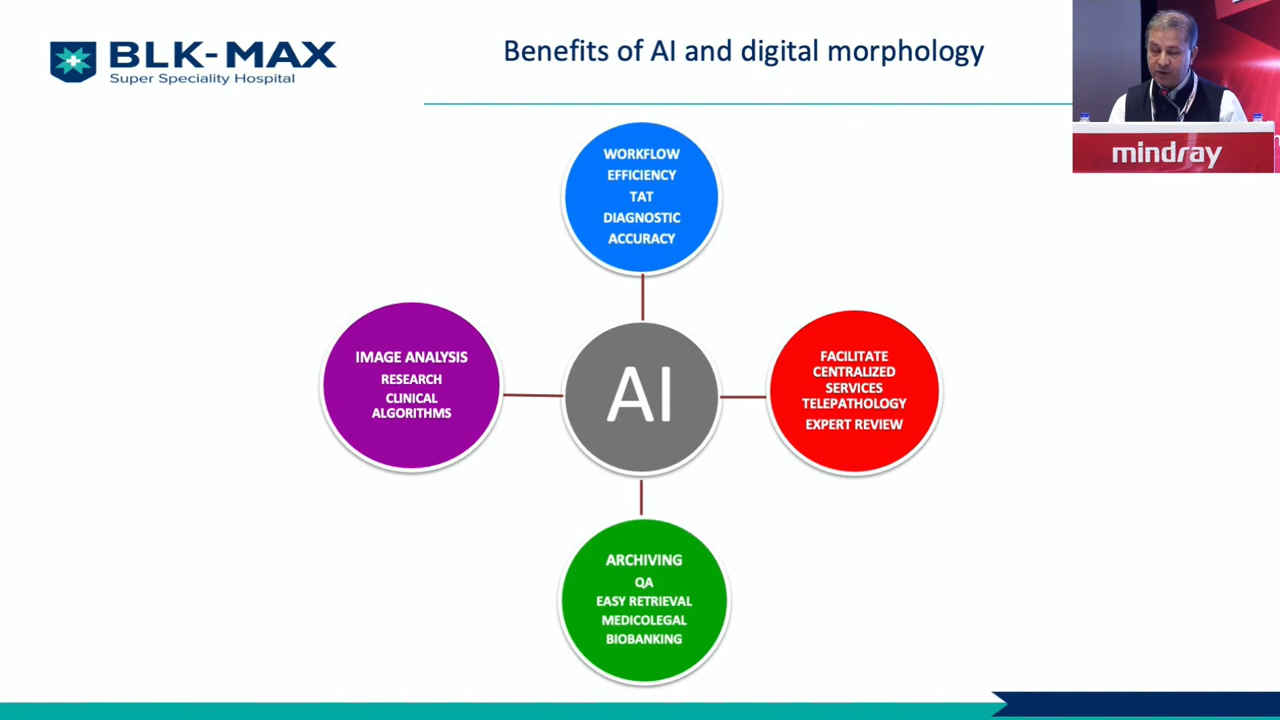 BLK-MAX
Super Speciality Hospital
Benefits of AI and digital morphology
mindray
WORKFLOW
EFFICIENCY
TAT
DIAGNOSTIC
ACCURACY
IMAGE ANALYSIS
RESEARCH
CLINICAL
ALGORITHMS
AI
FACILITATE
CENTRALIZED
SERVICES
TELEPATHOLOGY
EXPERT REVIEW
ARCHIVING
QA
EASY RETRIEVAL
MEDICOLEGAL
BIOBANKING